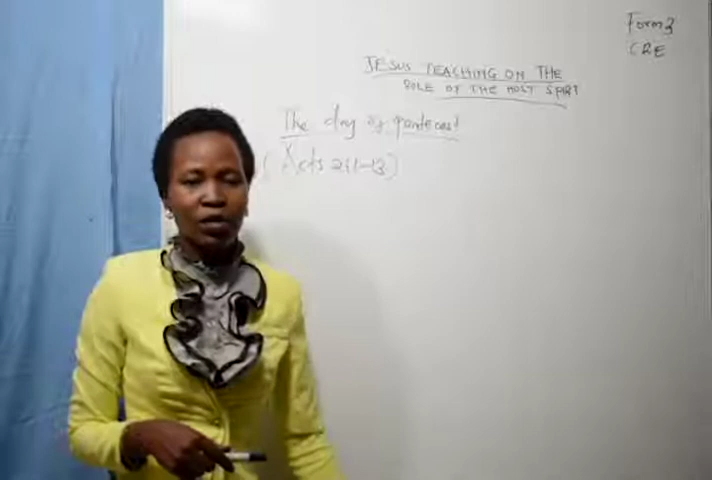 Form 3
CRE
JESUS TEACHING ON THE
ROLE OF THE HOLY SPIRIT
The day of pentecost
(Acts 2:1-13)